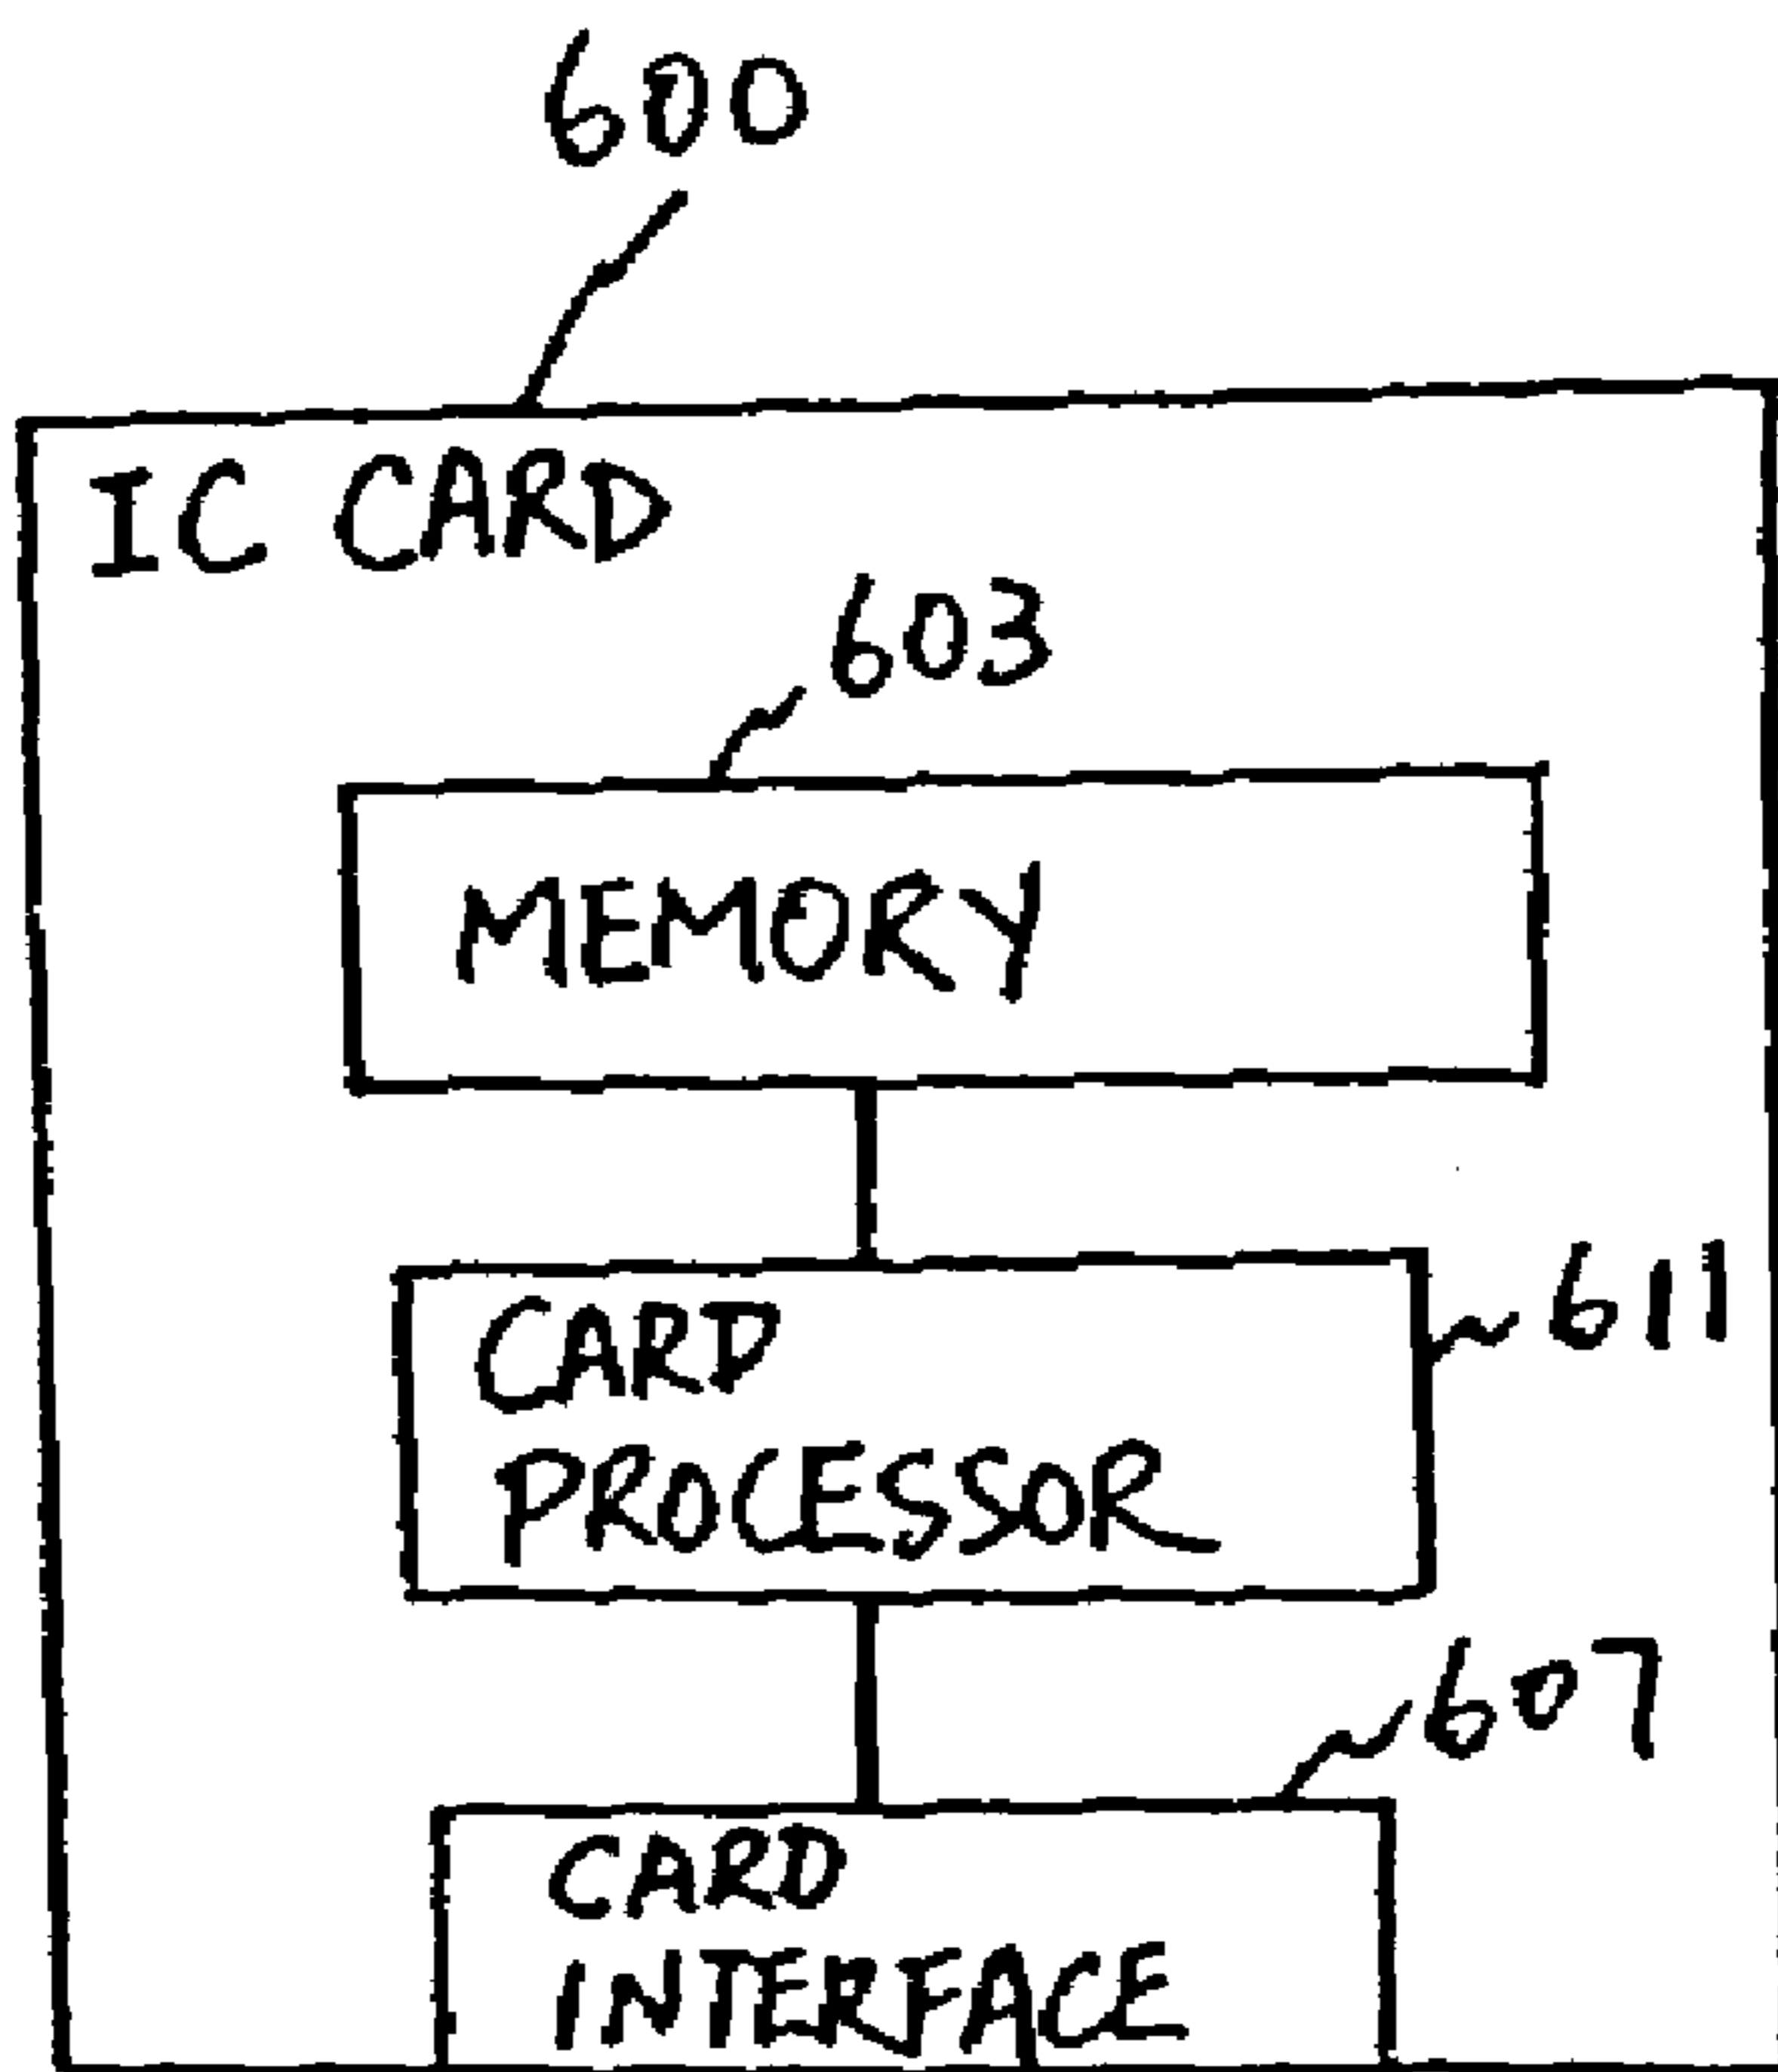 600
IC CARD
603
MEMORY
611
CARD
PROCESSOR
607
CARD
INTERFACE